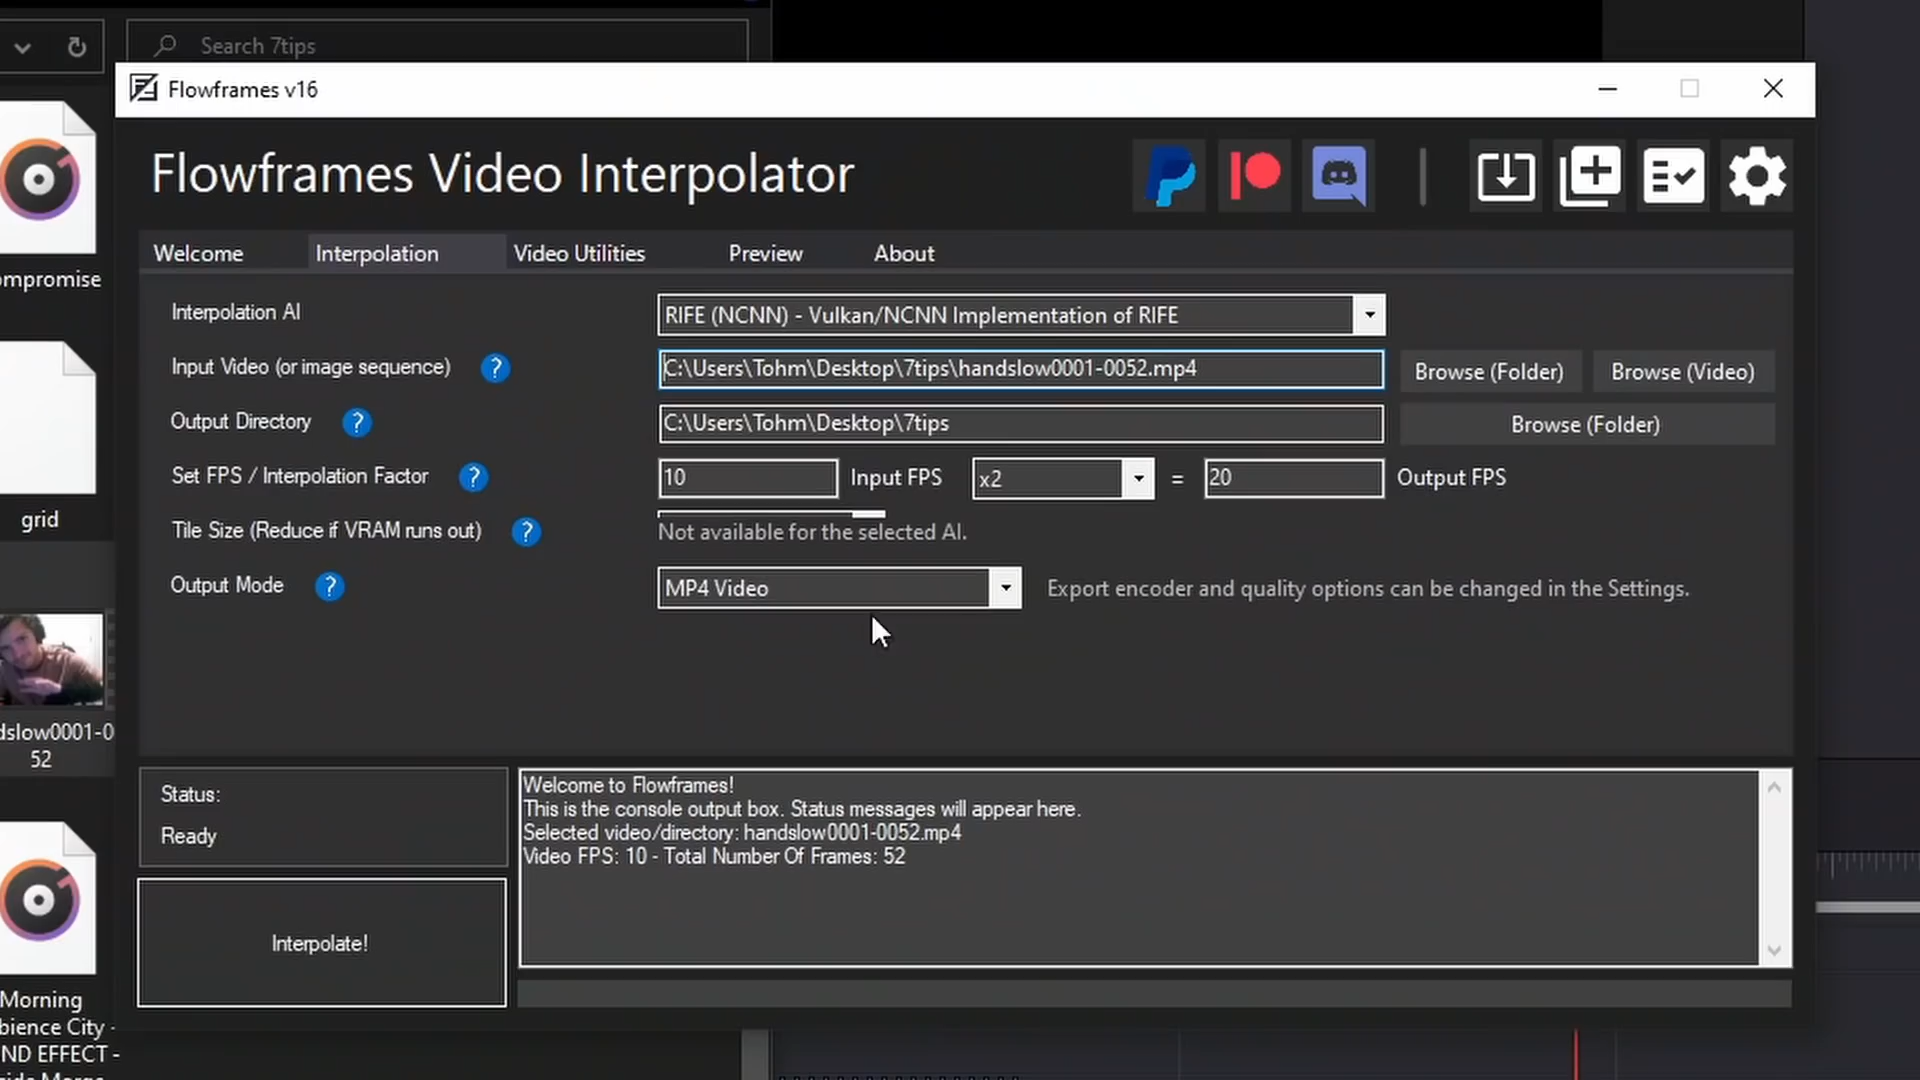 Search 7tips
Flowframes v16
Flowframes Video Interpolator
Welcome
Interpolation
Video Utilities
Preview
About
Interpolation AI
RIFE (NCNN) - Vulkan/NCNN Implementation of RIFE
Input Video (or image sequence)
?
C:\Users\Tohm\Desktop\7tips\handslow0001-0052.mp4
Browse (Folder)
Browse (Video)
Output Directory
?
C:\Users\Tohm\Desktop\7tips
Browse (Folder)
Set FPS / Interpolation Factor
?
10
Input FPS
x2
=
20
Output FPS
Tile Size (Reduce if VRAM runs out)
?
Not available for the selected AI.
Output Mode
?
MP4 Video
Export encoder and quality options can be changed in the Settings.
Status:
Ready
Interpolate!
Welcome to Flowframes!
This is the console output box. Status messages will appear here.
Selected video/directory: handslow0001-0052.mp4
Video FPS: 10 - Total Number Of Frames: 52
ompromise
grid
dslow0001-0
52
Morning
bience City -
ND EFFECT -